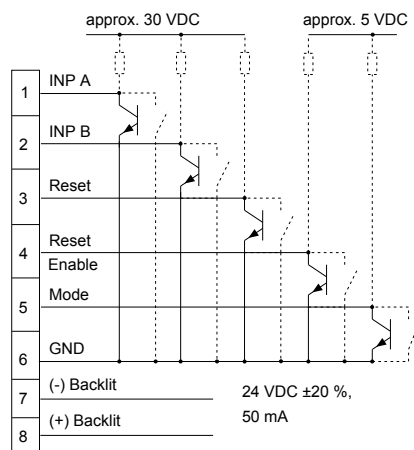 approx. 30 VDC
approx. 5 VDC
1
INP A
2
INP B
3
Reset
4
Reset
Enable
5
Mode
6
GND
7
(-) Backlit
24 VDC ±20 %,
50 mA
8
(+) Backlit